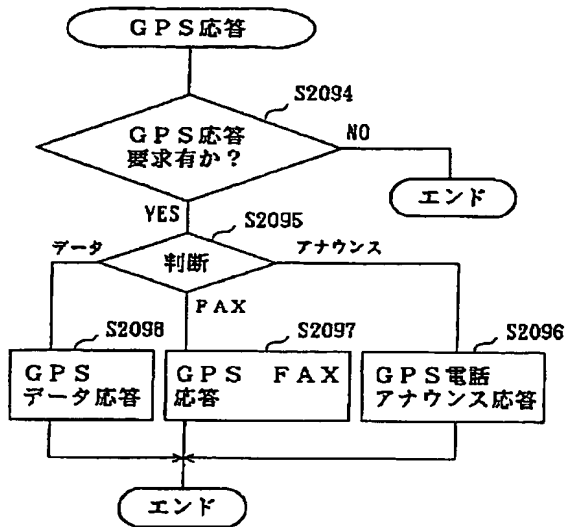 GPS応答
S2094
GPS応答
要求有か?
NO
エンド
YES
S2095
データ
判断
アナウンス
FAX
S2098
S2097
S2096
GPS
データ応答
GPS FAX
応答
GPS電話
アナウンス応答
エンド